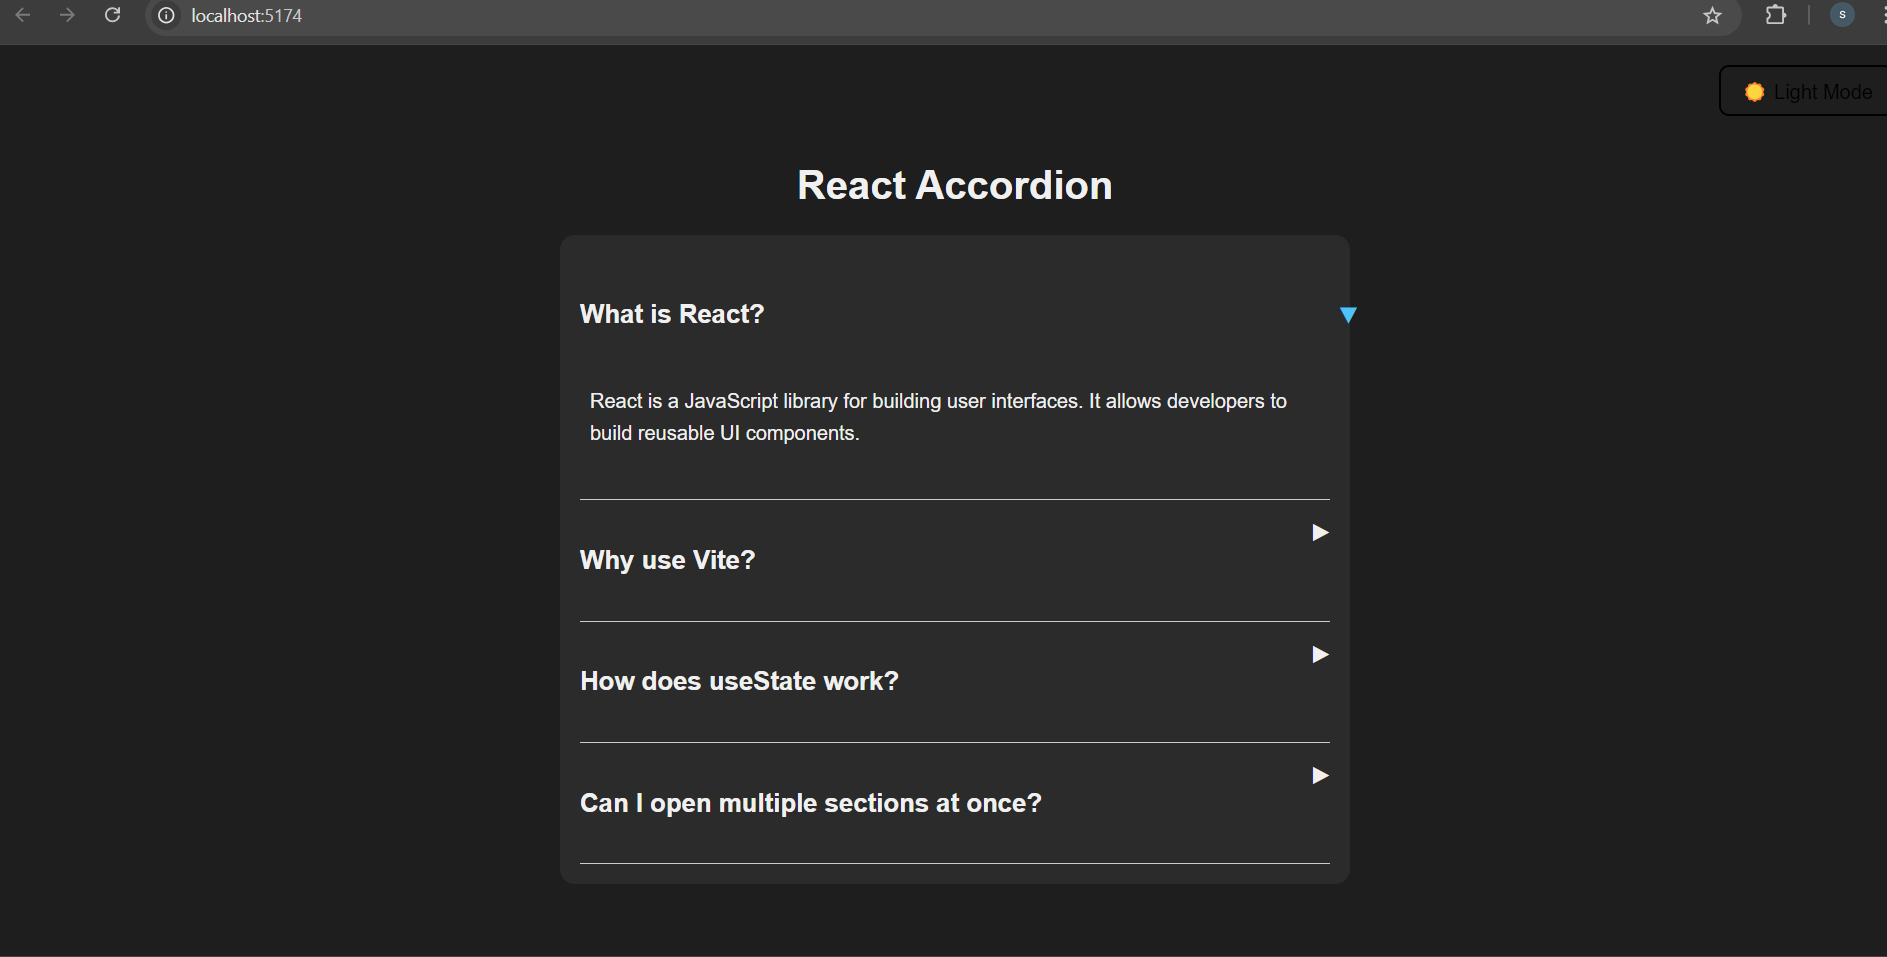 localhost:5174
S
Light Mode
React Accordion
What is React?
React is a JavaScript library for building user interfaces. It allows developers to
build reusable UI components.
Why use Vite?
How does useState work?
Can I open multiple sections at once?